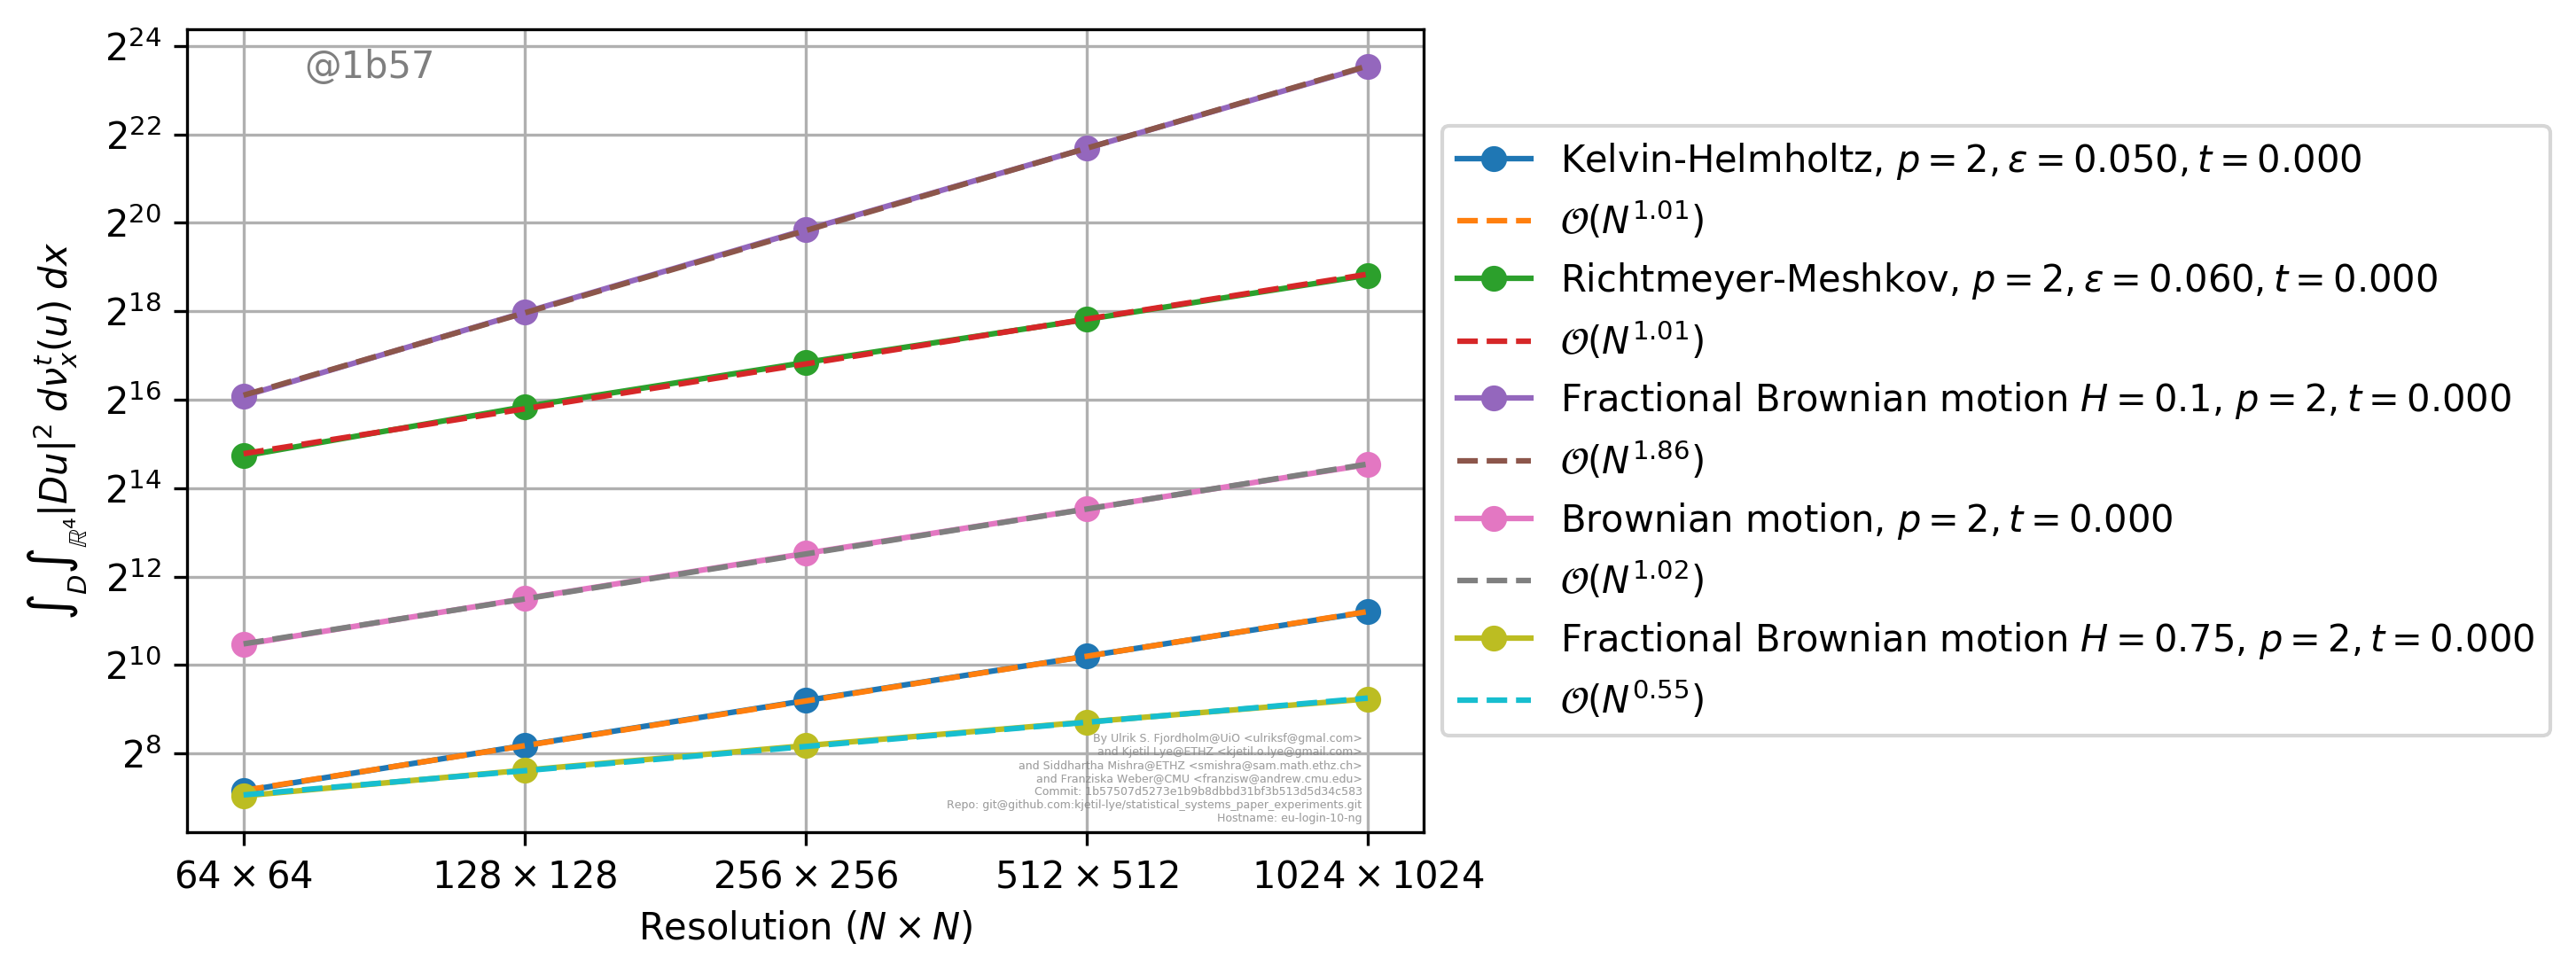 @1b57
2^24
2^22
2^20
2^18
2^16
2^14
2^12
2^10
2^8
∫_D ∫_{ℝ^4} |Du|^2 dν_x^t(u) dx
64 × 64
128 × 128
256 × 256
512 × 512
1024 × 1024
Resolution (N × N)
By Ulrik S. Fjordholm@UiO <ulriksf@gmal.com>
and Kjetil Lye@ETHZ <kjetil.o.lye@gmail.com>
and Siddhartha Mishra@ETHZ <smishra@sam.math.ethz.ch>
and Franziska Weber@CMU <franzisw@andrew.cmu.edu>
Commit: 1b57507d5273e1b9b8dbbd31bf3b513d5d34c583
Repo: git@github.com:kjetil-lye/statistical_systems_paper_experiments.git
Hostname: eu-login-10-ng
Kelvin-Helmholtz, p = 2, ε = 0.050, t = 0.000
𝒪(N^1.01)
Richtmeyer-Meshkov, p = 2, ε = 0.060, t = 0.000
𝒪(N^1.01)
Fractional Brownian motion H = 0.1, p = 2, t = 0.000
𝒪(N^1.86)
Brownian motion, p = 2, t = 0.000
𝒪(N^1.02)
Fractional Brownian motion H = 0.75, p = 2, t = 0.000
𝒪(N^0.55)